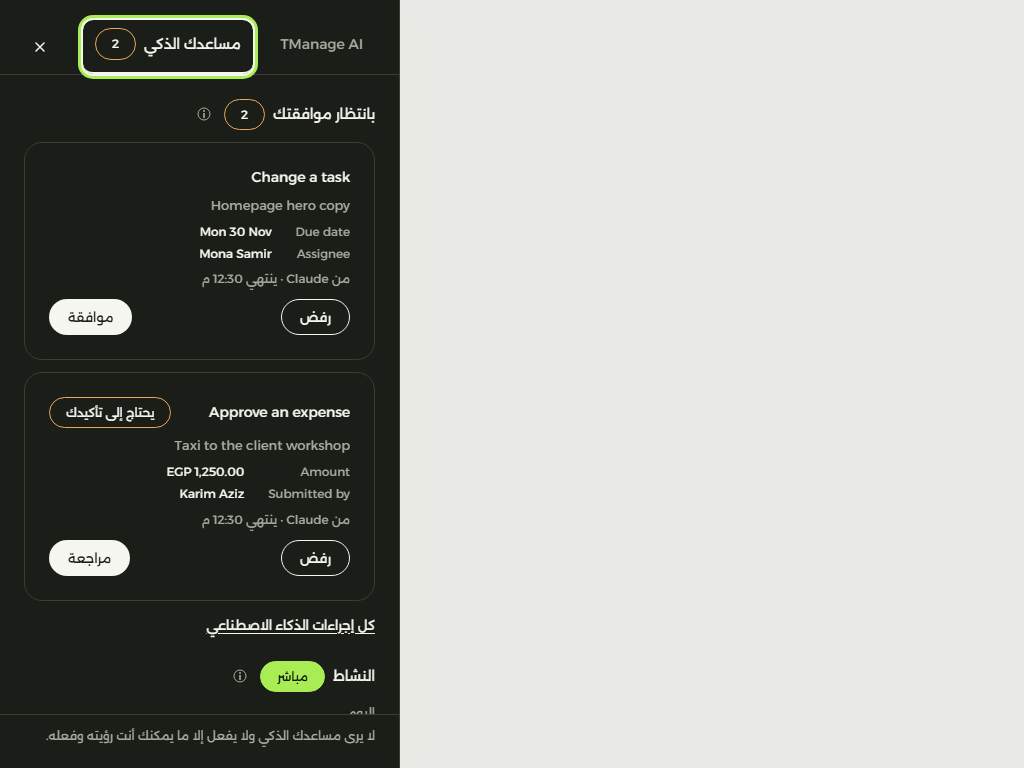 TManage AI
مساعدك الذكي 2
بانتظار موافقتك 2
Change a task
Homepage hero copy
Due date Mon 30 Nov
Assignee Mona Samir
من Claude · ينتهي 12:30 م
رفض موافقة
Approve an expense يحتاج إلى تأكيدك
Taxi to the client workshop
Amount EGP 1,250.00
Submitted by Karim Aziz
من Claude · ينتهي 12:30 م
رفض مراجعة
كل إجراءات الذكاء الاصطناعي
النشاط مباشر
اليوم
لا يرى مساعدك الذكي ولا يفعل إلا ما يمكنك أنت رؤيته وفعله.